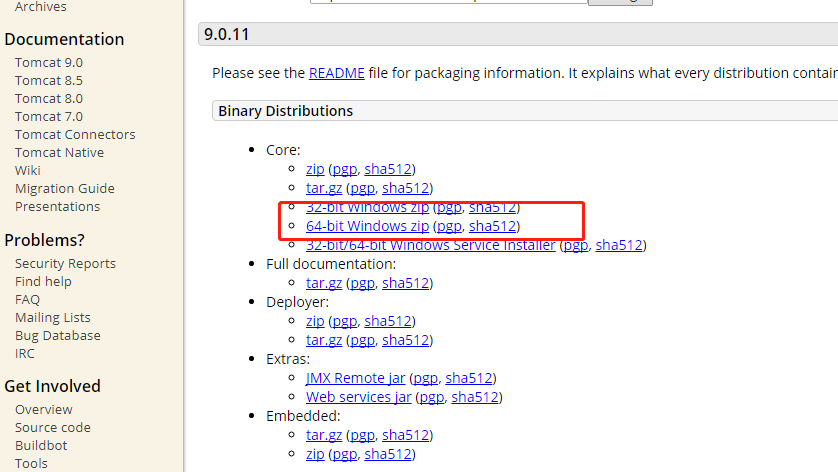 Archives
Documentation
Tomcat 9.0
Tomcat 8.5
Tomcat 8.0
Tomcat 7.0
Tomcat Connectors
Tomcat Native
Wiki
Migration Guide
Presentations
Problems?
Security Reports
Find help
FAQ
Mailing Lists
Bug Database
IRC
Get Involved
Overview
Source code
Buildbot
Tools
9.0.11
Please see the README file for packaging information. It explains what every distribution contain
Binary Distributions
Core:
zip (pgp, sha512)
tar.gz (pgp, sha512)
32-bit Windows zip (pgp, sha512)
64-bit Windows zip (pgp, sha512)
32-bit/64-bit Windows Service Installer (pgp, sha512)
Full documentation:
tar.gz (pgp, sha512)
Deployer:
zip (pgp, sha512)
tar.gz (pgp, sha512)
Extras:
JMX Remote jar (pgp, sha512)
Web services jar (pgp, sha512)
Embedded:
tar.gz (pgp, sha512)
zip (pgp, sha512)